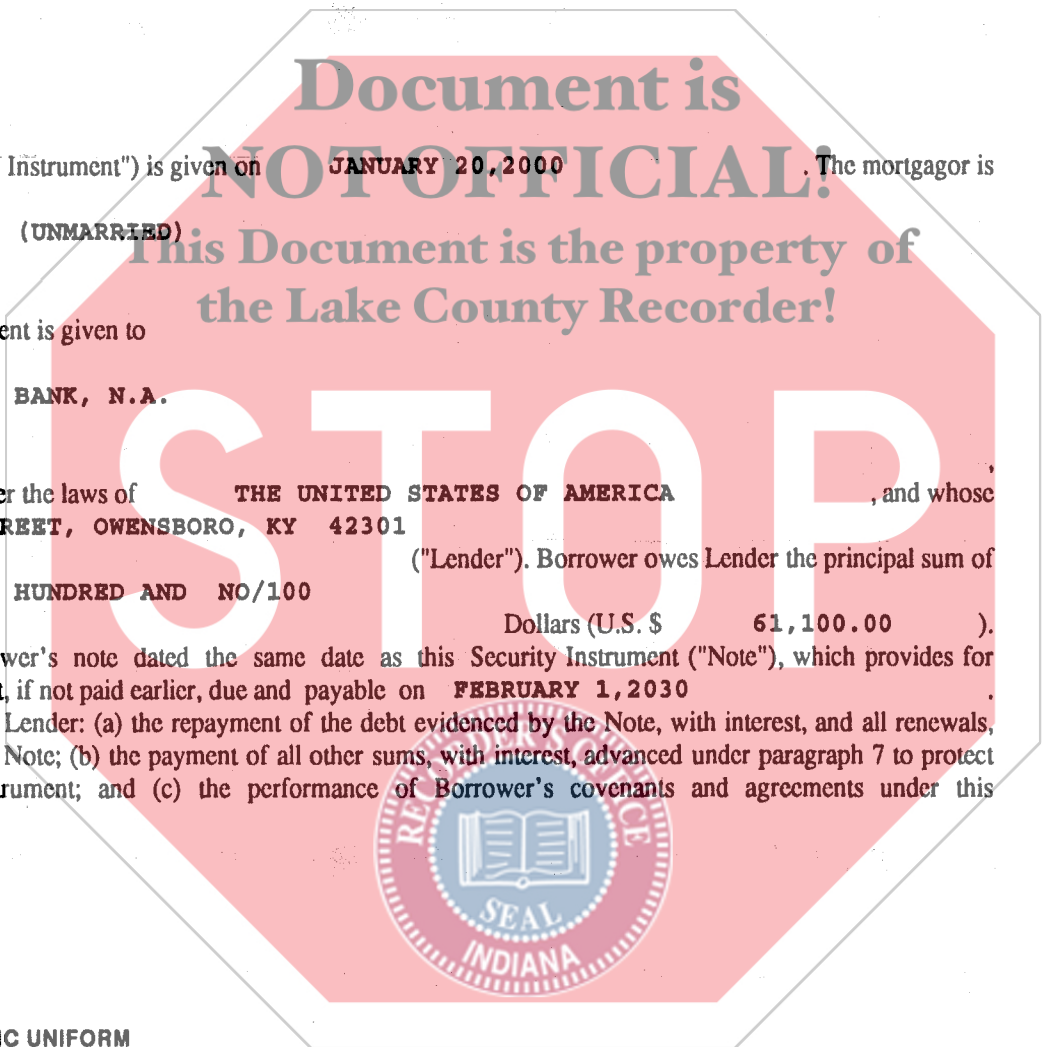 Document is
Instrument") is given on JANUARY 20,2000 . The mortgagor is
NOT OFFICIAL!
(UNMARRIED)
This Document is the property of
the Lake County Recorder!
ent is given to
BANK, N.A.
STOP
,
er the laws of THE UNITED STATES OF AMERICA , and whose
REET, OWENSBORO, KY 42301
("Lender"). Borrower owes Lender the principal sum of
HUNDRED AND NO/100
Dollars (U.S. $ 61,100.00 ).
wer's note dated the same date as this Security Instrument ("Note"), which provides for
t, if not paid earlier, due and payable on FEBRUARY 1,2030 .
Lender: (a) the repayment of the debt evidenced by the Note, with interest, and all renewals,
Note; (b) the payment of all other sums, with interest, advanced under paragraph 7 to protect
rument; and (c) the performance of Borrower's covenants and agreements under this
RECORDER'S OFFICE
SEAL
INDIANA
IC UNIFORM